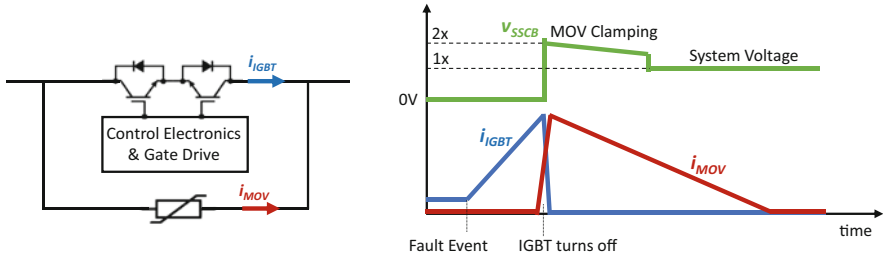 i_IGBT
Control Electronics
& Gate Drive
i_MOV
v_SSCB
MOV Clamping
2x
System Voltage
1x
0V
i_IGBT
i_MOV
time
Fault Event
IGBT turns off